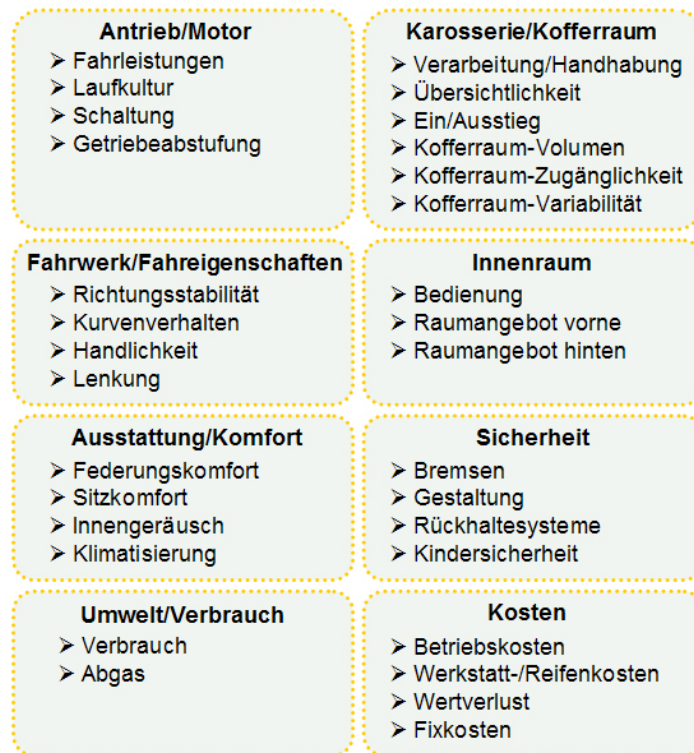 Antrieb/Motor
➢ Fahrleistungen
➢ Laufkultur
➢ Schaltung
➢ Getriebeabstufung
Karosserie/Kofferraum
➢ Verarbeitung/Handhabung
➢ Übersichtlichkeit
➢ Ein/Ausstieg
➢ Kofferraum-Volumen
➢ Kofferraum-Zugänglichkeit
➢ Kofferraum-Variabilität
Fahrwerk/Fahreigenschaften
➢ Richtungsstabilität
➢ Kurvenverhalten
➢ Handlichkeit
➢ Lenkung
Innenraum
➢ Bedienung
➢ Raumangebot vorne
➢ Raumangebot hinten
Ausstattung/Komfort
➢ Federungskomfort
➢ Sitzkomfort
➢ Innengeräusch
➢ Klimatisierung
Sicherheit
➢ Bremsen
➢ Gestaltung
➢ Rückhaltesysteme
➢ Kindersicherheit
Umwelt/Verbrauch
➢ Verbrauch
➢ Abgas
Kosten
➢ Betriebskosten
➢ Werkstatt-/Reifenkosten
➢ Wertverlust
➢ Fixkosten